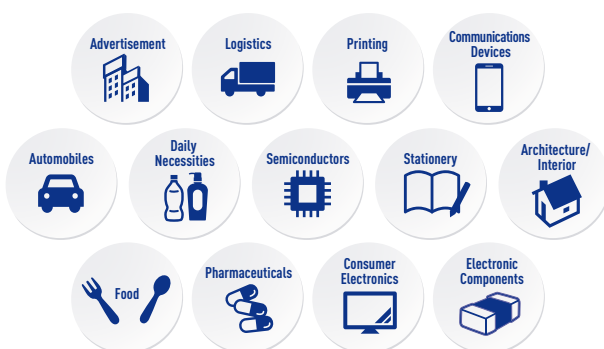 Advertisement
Logistics
Printing
Communications
Devices
Automobiles
Daily
Necessities
Semiconductors
Stationery
Architecture/
Interior
Food
Pharmaceuticals
Consumer
Electronics
Electronic
Components